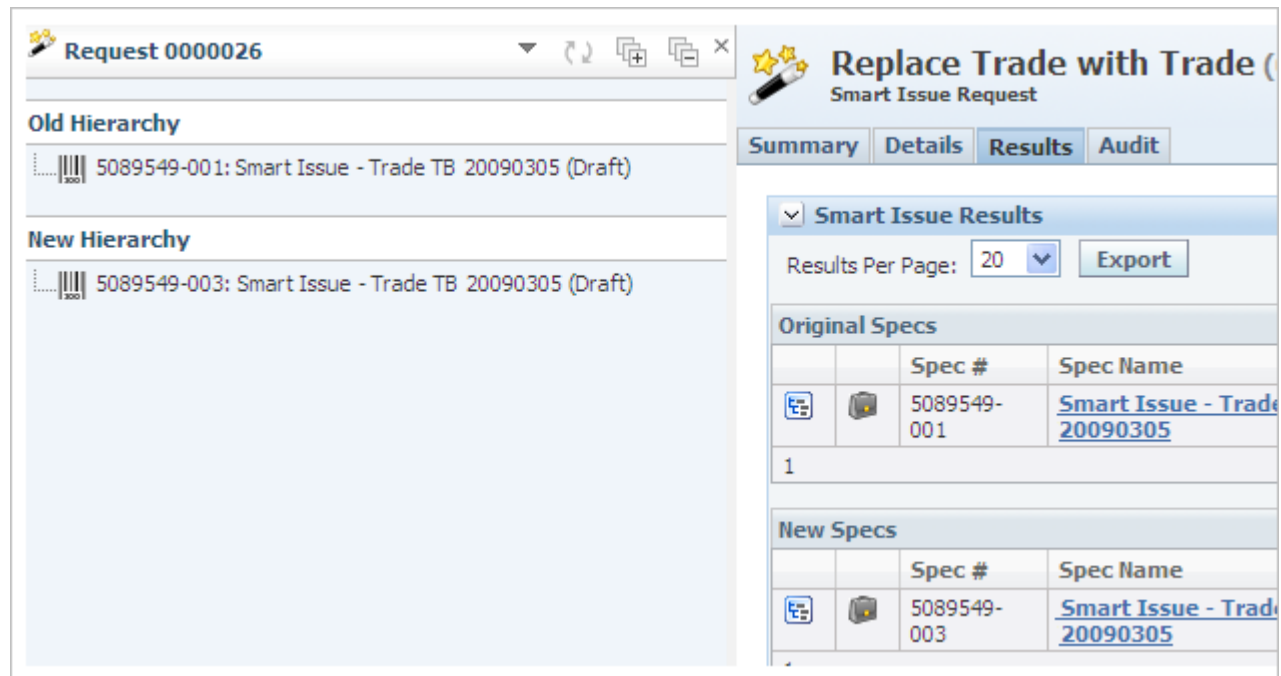 Request 0000026
Old Hierarchy
5089549-001: Smart Issue - Trade TB 20090305 (Draft)
New Hierarchy
5089549-003: Smart Issue - Trade TB 20090305 (Draft)
Replace Trade with Trade (
Smart Issue Request
Summary Details Results Audit
Smart Issue Results
Results Per Page: 20 Export
Original Specs
Spec # Spec Name
5089549- Smart Issue - Trade
001 20090305
1
New Specs
Spec # Spec Name
5089549- Smart Issue - Trad
003 20090305